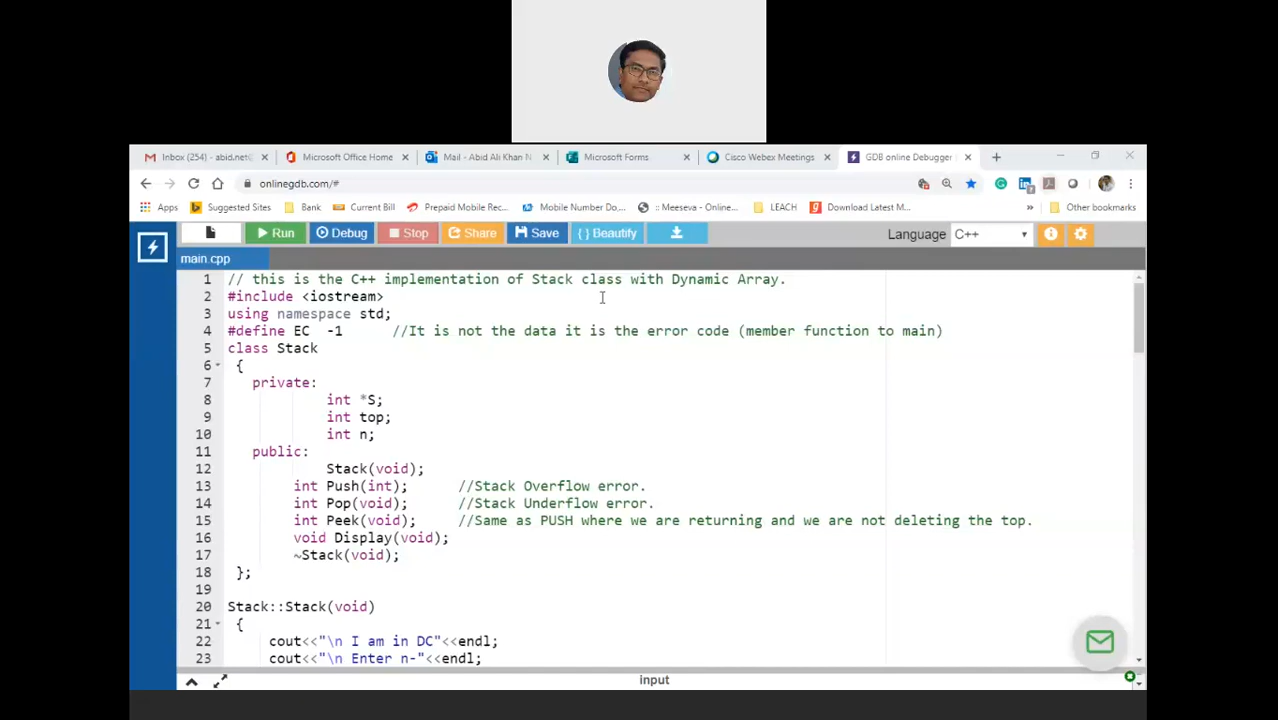 Inbox (254) - abid.net@ Microsoft Office Home Mail - Abid Ali Khan N Microsoft Forms Cisco Webex Meetings GDB online Debugger
onlinegdb.com/#
Apps Suggested Sites Bank Current Bill Prepaid Mobile Rec... Mobile Number Do... :: Meeseva - Online... LEACH Download Latest M... » Other bookmarks
Run Debug Stop Share Save { } Beautify Language C++
main.cpp
1 // this is the C++ implementation of Stack class with Dynamic Array.
2 #include <iostream>
3 using namespace std;
4 #define EC -1 //It is not the data it is the error code (member function to main)
5 class Stack
6 {
7 private:
8 int *S;
9 int top;
10 int n;
11 public:
12 Stack(void);
13 int Push(int); //Stack Overflow error.
14 int Pop(void); //Stack Underflow error.
15 int Peek(void); //Same as PUSH where we are returning and we are not deleting the top.
16 void Display(void);
17 ~Stack(void);
18 };
19
20 Stack::Stack(void)
21 {
22 cout<<"\n I am in DC"<<endl;
23 cout<<"\n Enter n-"<<endl;
input